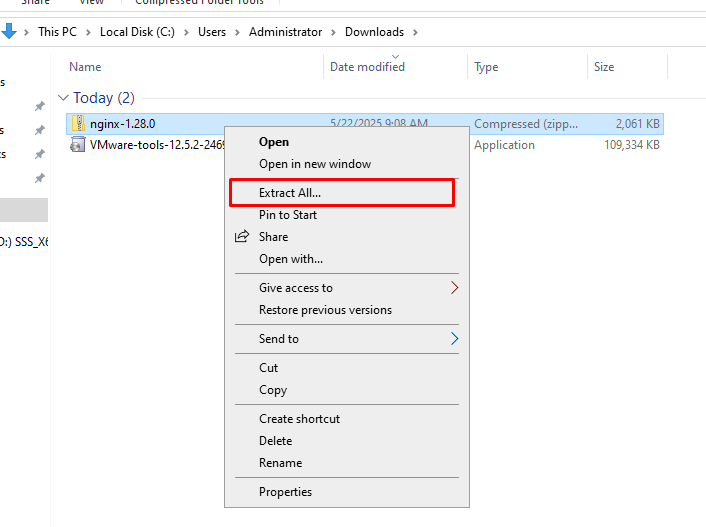 Share View Compressed Folder Tools
This PC Local Disk (C:) Users Administrator Downloads
Name Date modified Type Size
Today (2)
nginx-1.28.0 5/22/2025 9:08 AM Compressed (zipp... 2,061 KB
VMware-tools-12.5.2-2469 Application 109,334 KB
Open
Open in new window
Extract All...
Pin to Start
Share
Open with...
Give access to
Restore previous versions
Send to
Cut
Copy
Create shortcut
Delete
Rename
Properties
D:) SSS_X6